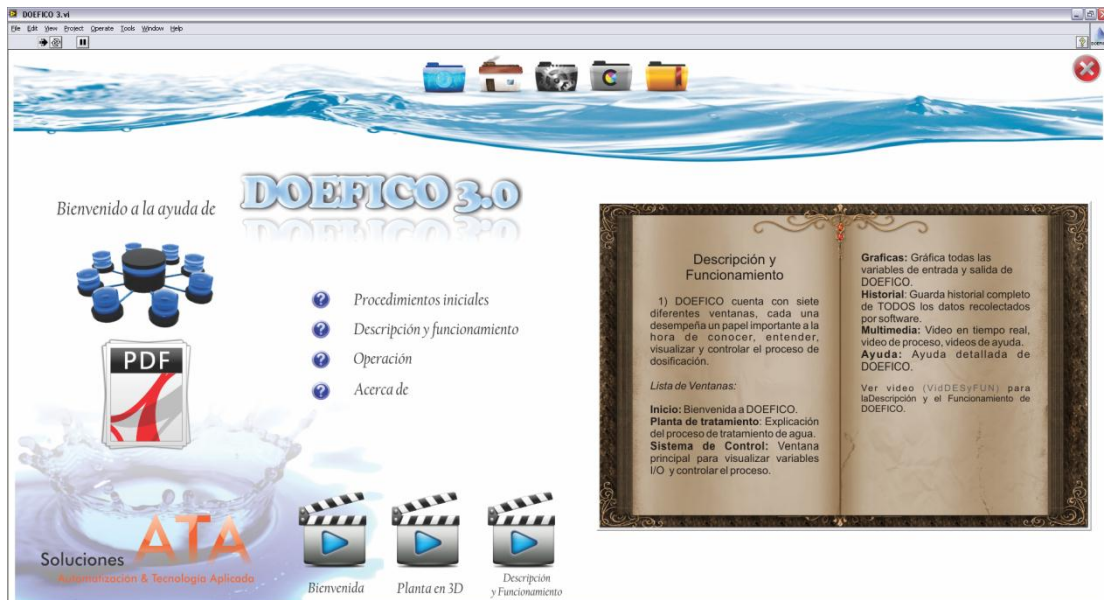 DOEFICO 3.vi
File Edit View Project Operate Tools Window Help
Bienvenido a la ayuda de
DOEFICO 3.0
PDF
Procedimientos iniciales
Descripción y funcionamiento
Operación
Acerca de
Soluciones ATA
Automatización & Tecnología Aplicada
Bienvenida
Planta en 3D
Descripción
y Funcionamiento
Descripción y
Funcionamiento
1) DOEFICO cuenta con siete
diferentes ventanas, cada una
desempeña un papel importante a la
hora de conocer, entender,
visualizar y controlar el proceso de
dosificación.
Lista de Ventanas:
Inicio: Bienvenida a DOEFICO.
Planta de tratamiento: Explicación
del proceso de tratamiento de agua.
Sistema de Control: Ventana
principal para visualizar variables
I/O y controlar el proceso.
Graficas: Gráfica todas las
variables de entrada y salida de
DOEFICO.
Historial: Guarda historial completo
de TODOS los datos recolectados
por software.
Multimedia: Video en tiempo real,
video de proceso, videos de ayuda.
Ayuda: Ayuda detallada de
DOEFICO.
Ver video (VidDESyFUN) para
laDescripción y el Funcionamiento de
DOEFICO.